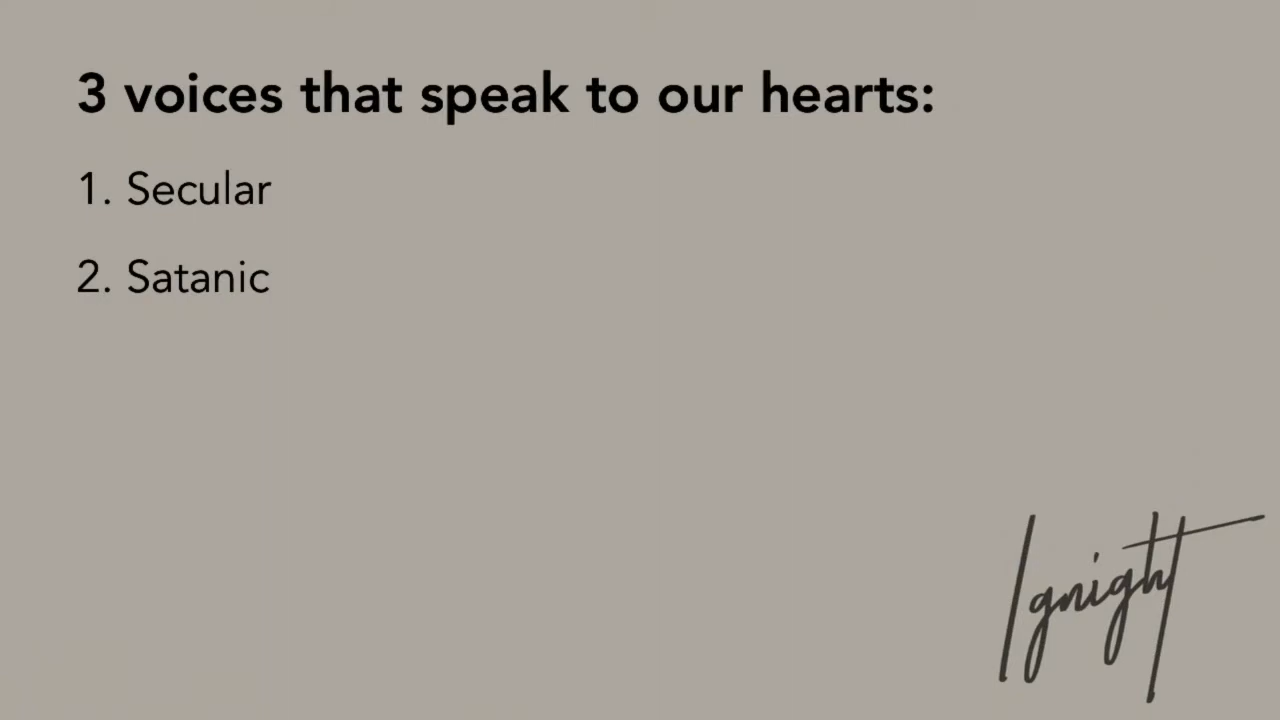 3 voices that speak to our hearts:
1. Secular
2. Satanic
Ignight